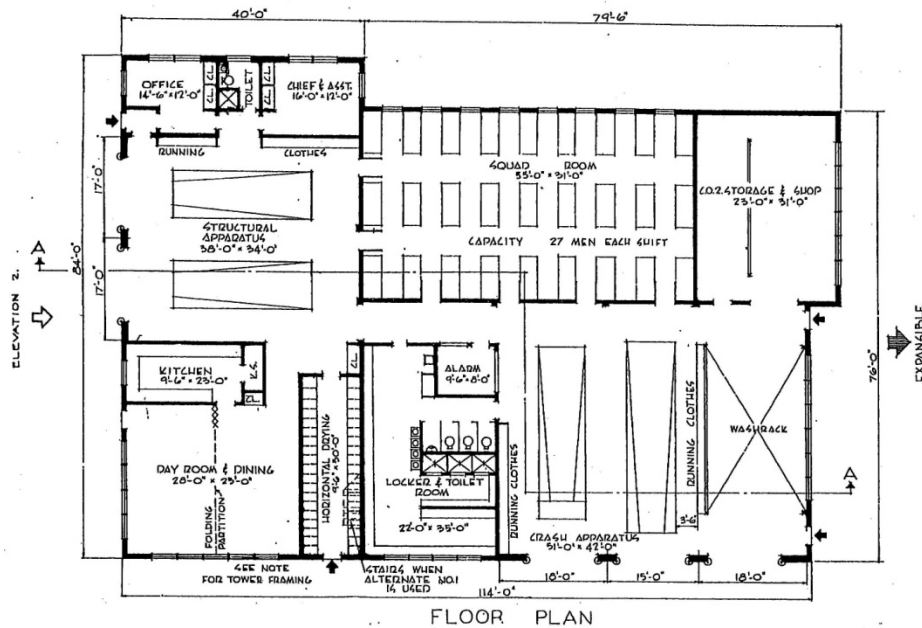 40'-0"
79'-6"
OFFICE
14'-6" × 12'-0"
CL.
CL.
TOILET
CL.
CL.
CHIEF & ASST.
16'-0" × 12'-0"
RUNNING
CLOTHES
SQUAD ROOM
55'-0" × 31'-0"
CO.2. STORAGE & SHOP
23'-0" × 31'-0"
17'-0"
STRUCTURAL
APPARATUS
38'-0" × 34'-0"
CAPACITY 27 MEN EACH SHIFT
A
84'-0"
17'-0"
ELEVATION 2.
EXPANSIBLE
76'-0"
KITCHEN
9'-6" × 23'-0"
K.S.
CL.
CL.
ALARM
9'-6" × 8'-0"
HORIZONTAL DRYING
9'-6" × 30'-0"
RUNNING CLOTHES
RUNNING CLOTHES
WASHRACK
DAY ROOM & DINING
28'-0" × 23'-0"
FOLDING
PARTITION
LOCKER & TOILET
ROOM
22'-0" × 35'-0"
3'-6"
A
CRASH APPARATUS
51'-0" × 42'-0"
SEE NOTE
FOR TOWER FRAMING
STAIRS WHEN
ALTERNATE NO.1
IS USED
18'-0"
15'-0"
18'-0"
114'-0"
FLOOR PLAN